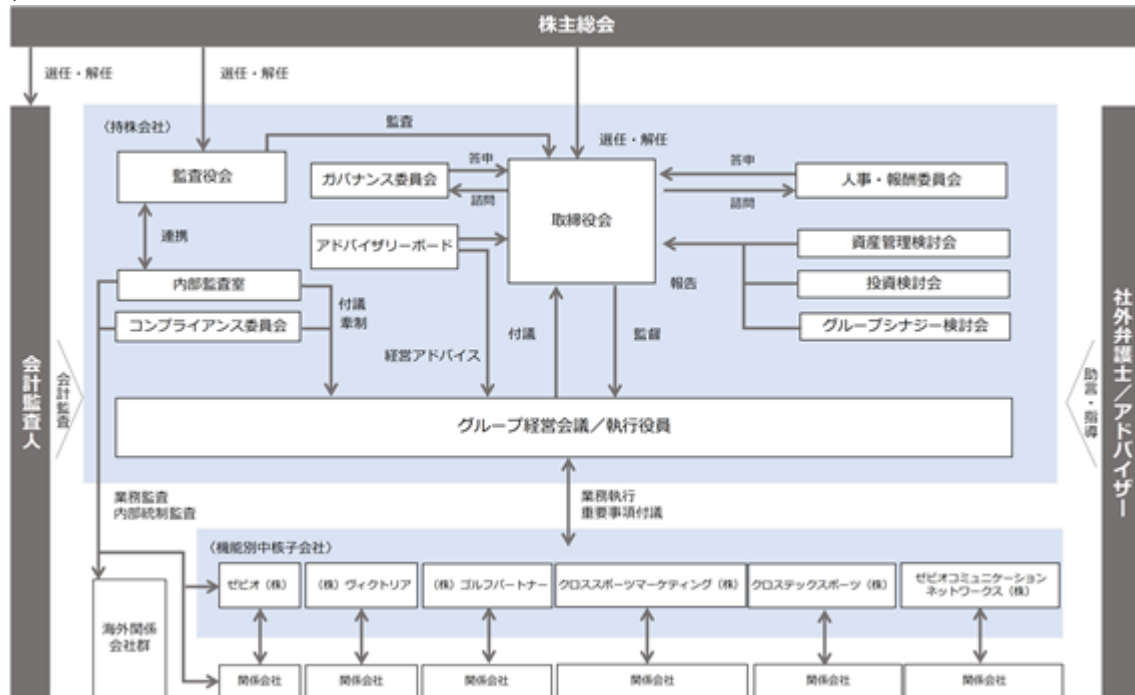 株主総会
選任・解任
選任・解任
選任・解任
〈持株会社〉
監査
監査役会
ガバナンス委員会
答申
諮問
取締役会
答申
諮問
人事・報酬委員会
連携
アドバイザリーボード
資産管理検討会
内部監査室
報告
投資検討会
コンプライアンス委員会
付議
牽制
グループシナジー検討会
経営アドバイス
付議
監督
会計監査人
会計監査
社外弁護士／アドバイザー
助言・指導
グループ経営会議／執行役員
業務監査
内部統制監査
業務執行
重要事項付議
〈機能別中核子会社〉
ゼビオ（株）
（株）ヴィクトリア
（株）ゴルフパートナー
クロススポーツマーケティング（株）
クロステックスポーツ（株）
ゼビオコミュニケーション
ネットワークス（株）
海外関係
会社群
関係会社
関係会社
関係会社
関係会社
関係会社
関係会社